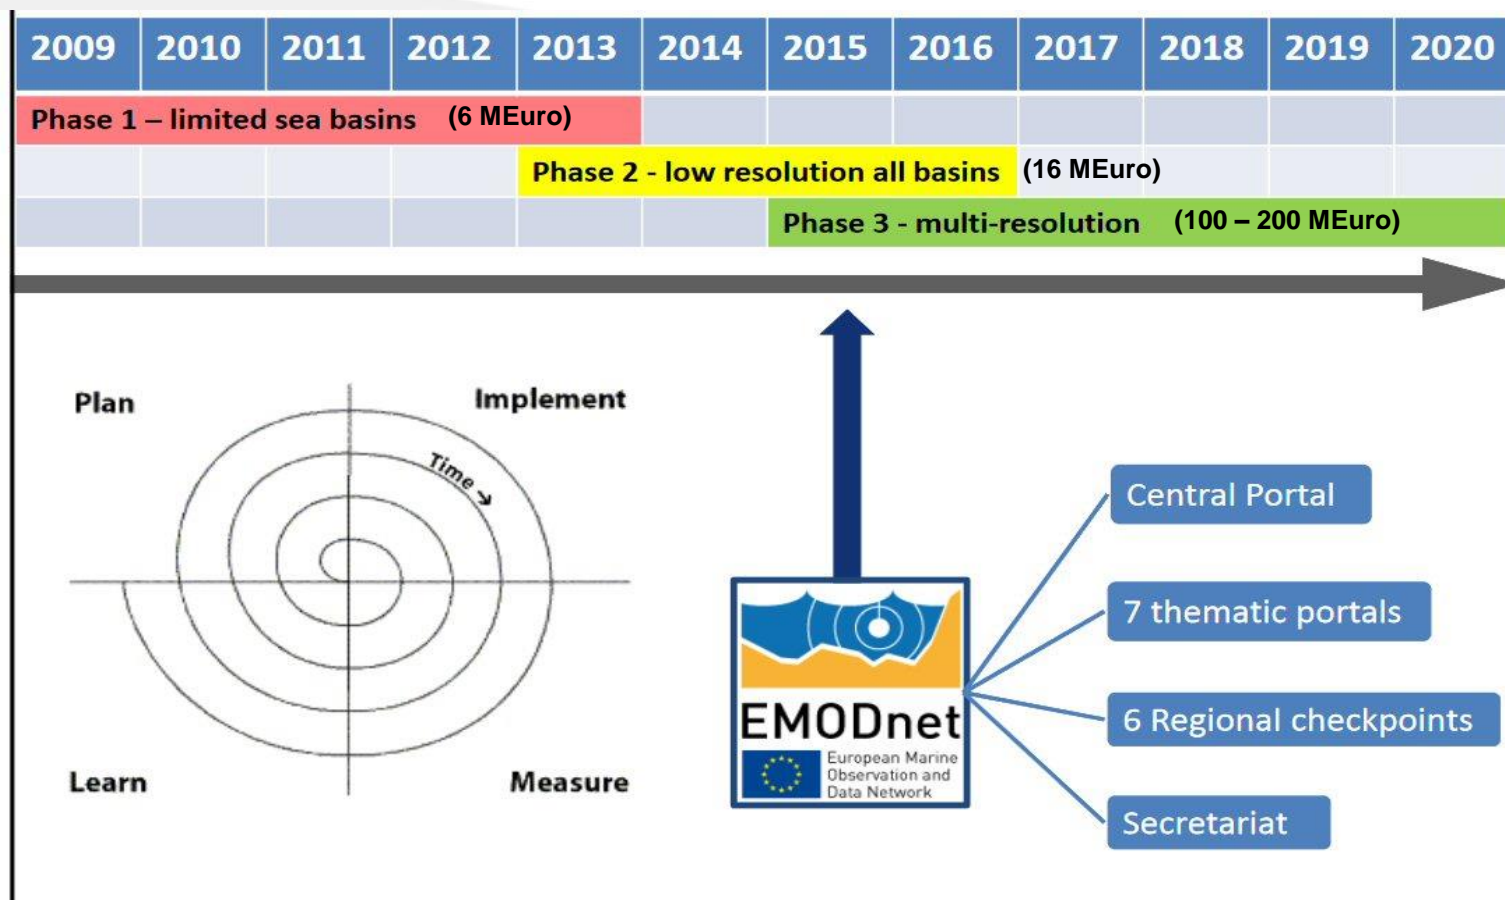 2009 2010 2011 2012 2013 2014 2015 2016 2017 2018 2019 2020
Phase 1 – limited sea basins (6 MEuro)
Phase 2 - low resolution all basins (16 MEuro)
Phase 3 - multi-resolution (100 – 200 MEuro)
Plan
Implement
Time →
Learn
Measure
EMODnet
European Marine
Observation and
Data Network
Central Portal
7 thematic portals
6 Regional checkpoints
Secretariat